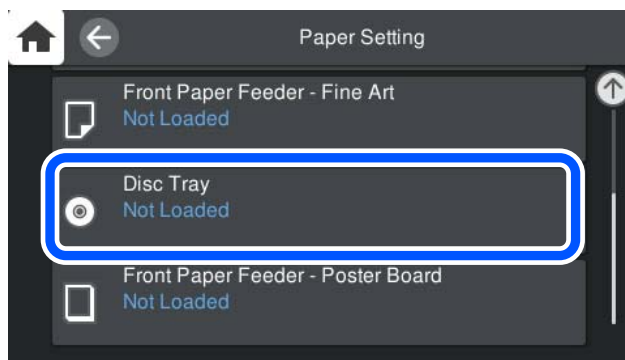 Paper Setting
Front Paper Feeder - Fine Art
Not Loaded
Disc Tray
Not Loaded
Front Paper Feeder - Poster Board
Not Loaded